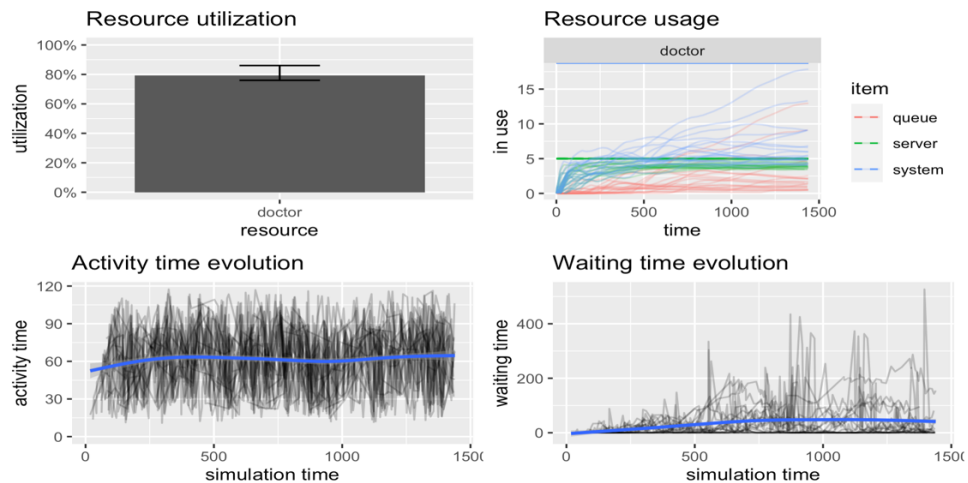 Resource utilization
100%
80%
60%
40%
20%
0%
utilization
doctor
resource
Resource usage
doctor
15
10
5
0
in use
0 500 1000 1500
time
item
queue
server
system
Activity time evolution
120
90
60
30
0
activity time
0 500 1000 1500
simulation time
Waiting time evolution
400
200
0
waiting time
0 500 1000 1500
simulation time